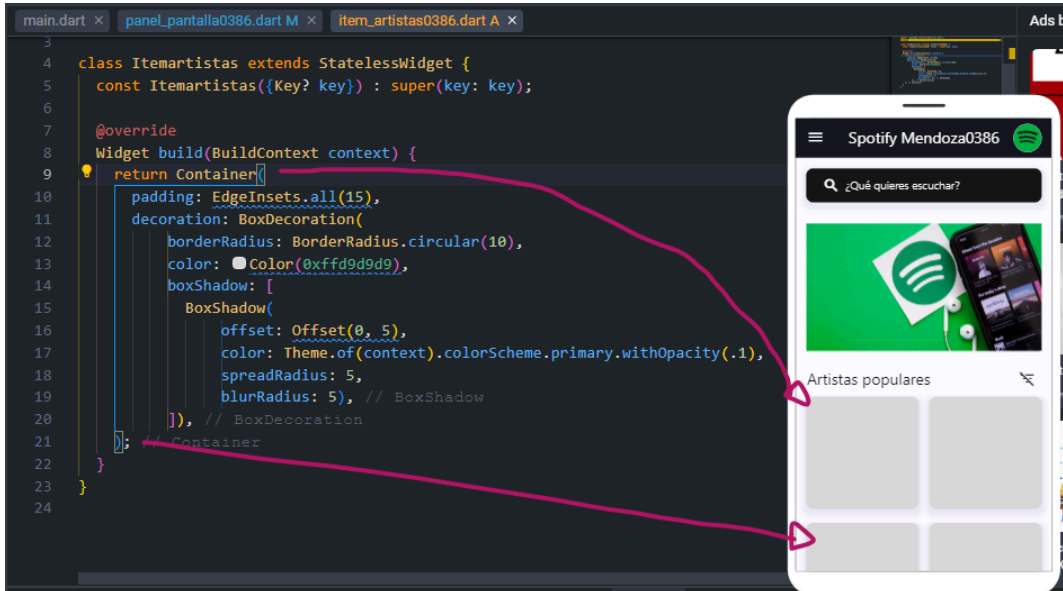 main.dart × panel_pantalla0386.dart M × item_artistas0386.dart A × Ads b
3
4 class Itemartistas extends StatelessWidget {
5 const Itemartistas({Key? key}) : super(key: key);
6
7 @override
8 Widget build(BuildContext context) {
9 return Container(
10 padding: EdgeInsets.all(15),
11 decoration: BoxDecoration(
12 borderRadius: BorderRadius.circular(10),
13 color: Color(0xffd9d9d9),
14 boxShadow: [
15 BoxShadow(
16 offset: Offset(0, 5),
17 color: Theme.of(context).colorScheme.primary.withOpacity(.1),
18 spreadRadius: 5,
19 blurRadius: 5), // BoxShadow
20 ]), // BoxDecoration
21 ); // Container
22 }
23 }
24
Spotify Mendoza0386
¿Qué quieres escuchar?
Artistas populares